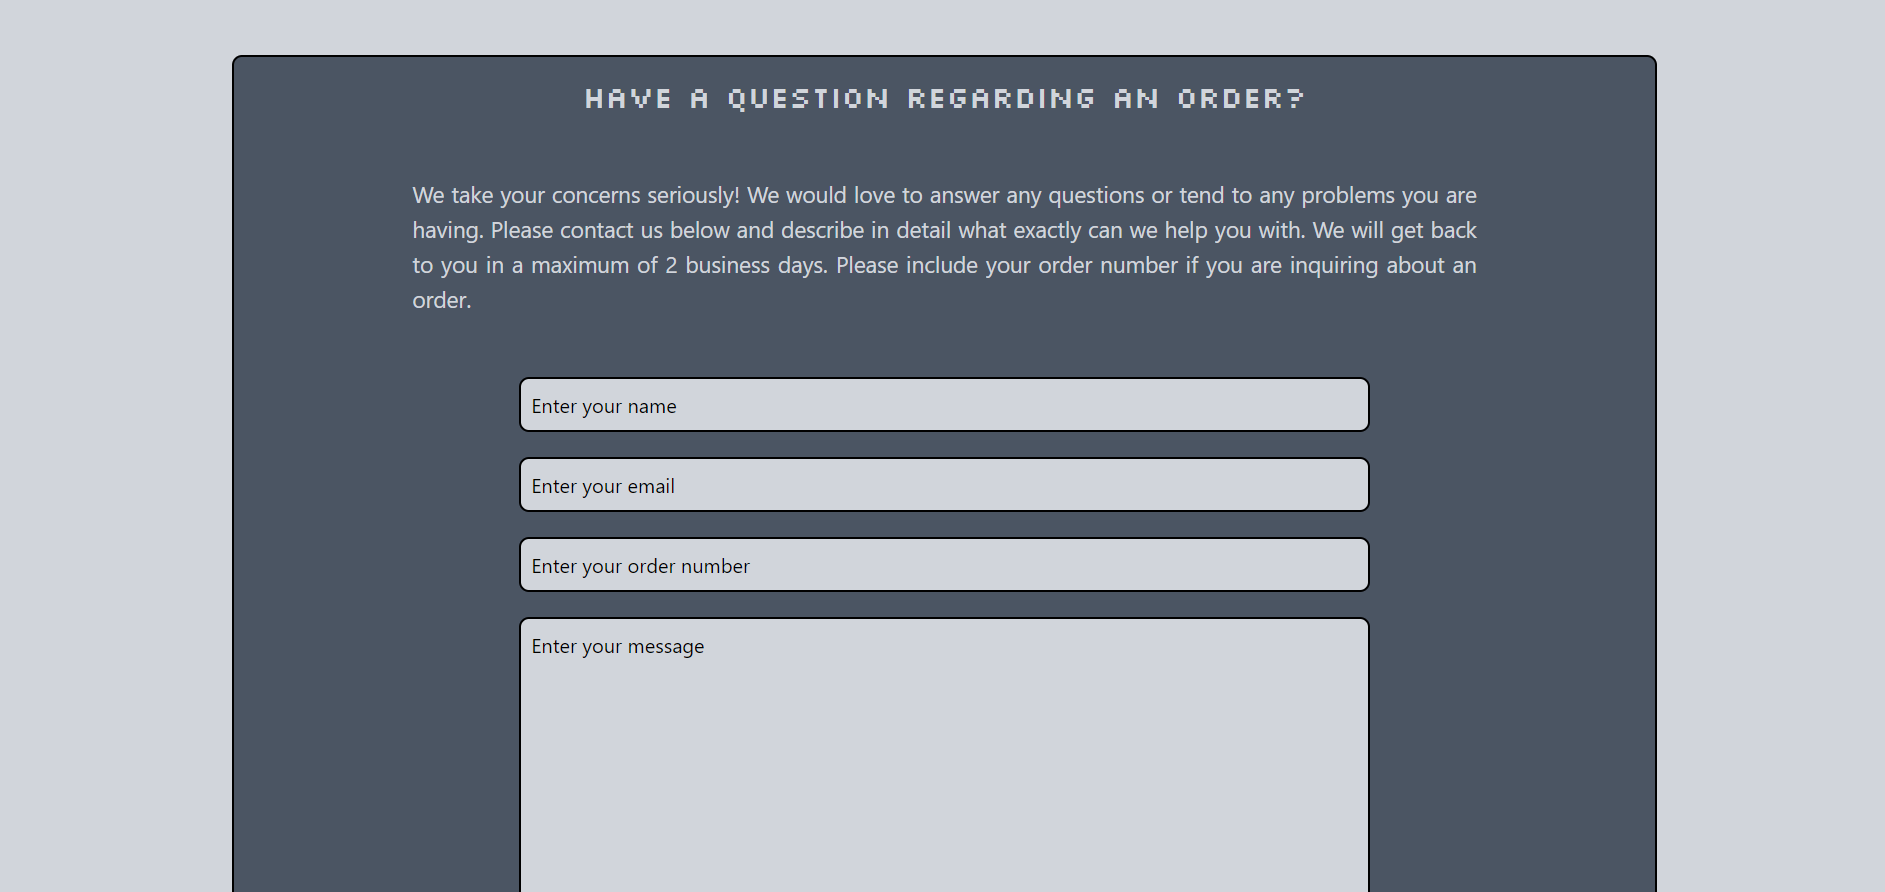 HAVE A QUESTION REGARDING AN ORDER?
We take your concerns seriously! We would love to answer any questions or tend to any problems you are
having. Please contact us below and describe in detail what exactly can we help you with. We will get back
to you in a maximum of 2 business days. Please include your order number if you are inquiring about an
order.
Enter your name
Enter your email
Enter your order number
Enter your message